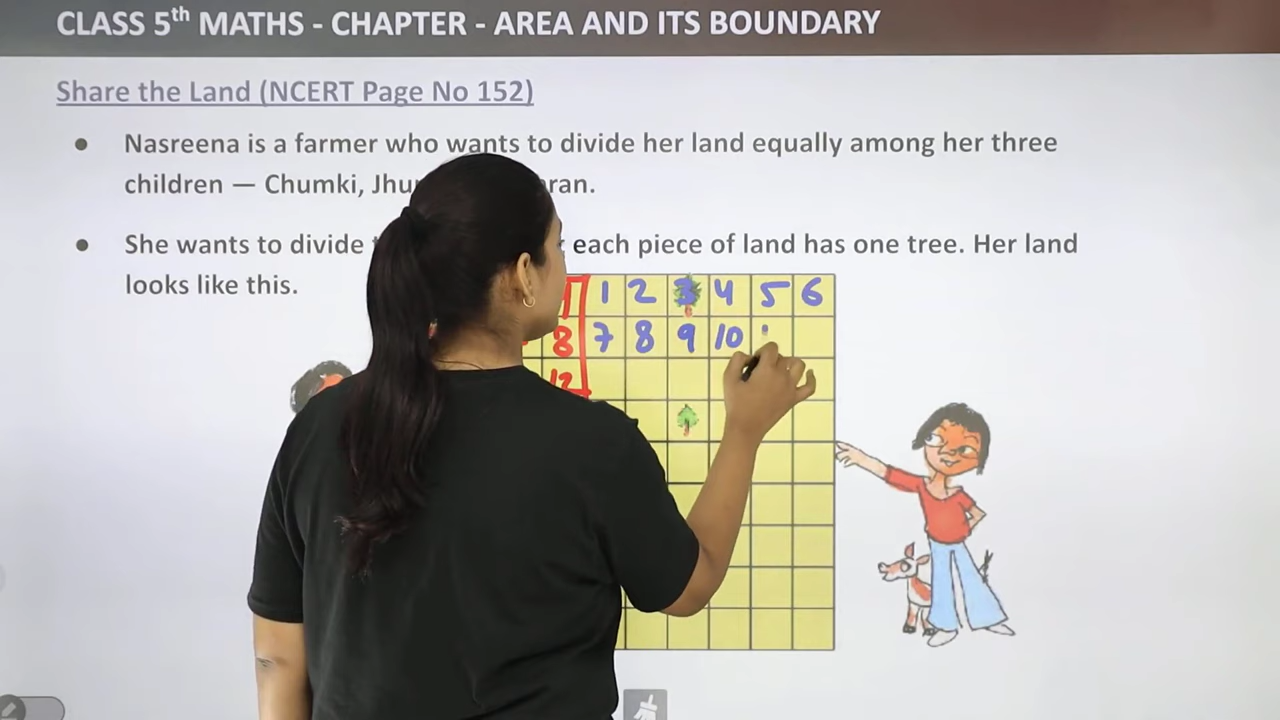 CLASS 5th MATHS - CHAPTER - AREA AND ITS BOUNDARY
Share the Land (NCERT Page No 152)
Nasreena is a farmer who wants to divide her land equally among her three
children — Chumki,
She wants to divide each piece of land has one tree. Her land
looks like this.
1 2 3 4 5 6
8 7 8 9 10
12